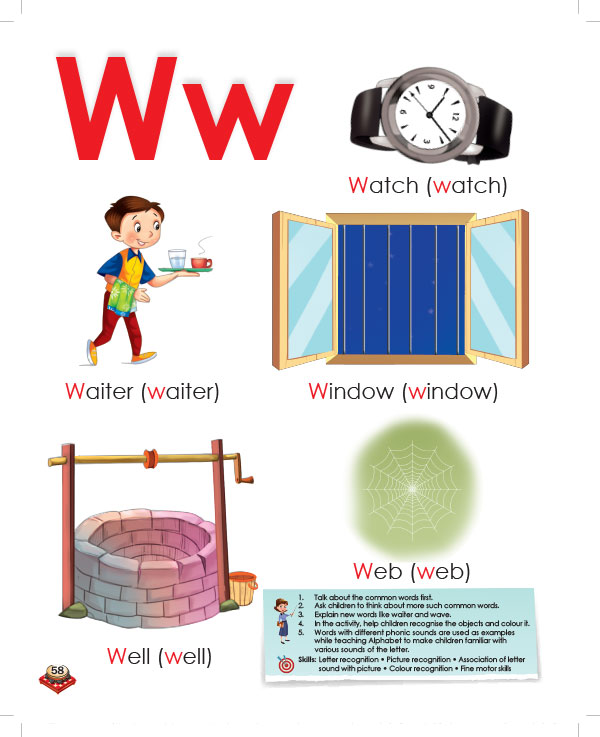 Ww
Watch (watch)
Waiter (waiter)
Window (window)
Web (web)
Well (well)
1. Talk about the common words first.
2. Ask children to think about more such common words.
3. Explain new words like waiter and wave.
4. In the activity, help children recognise the objects and colour it.
5. Words with different phonic sounds are used as examples
while teaching Alphabet to make children familiar with
various sounds of the letter.
Skills: Letter recognition • Picture recognition • Association of letter
sound with picture • Colour recognition • Fine motor skills
58